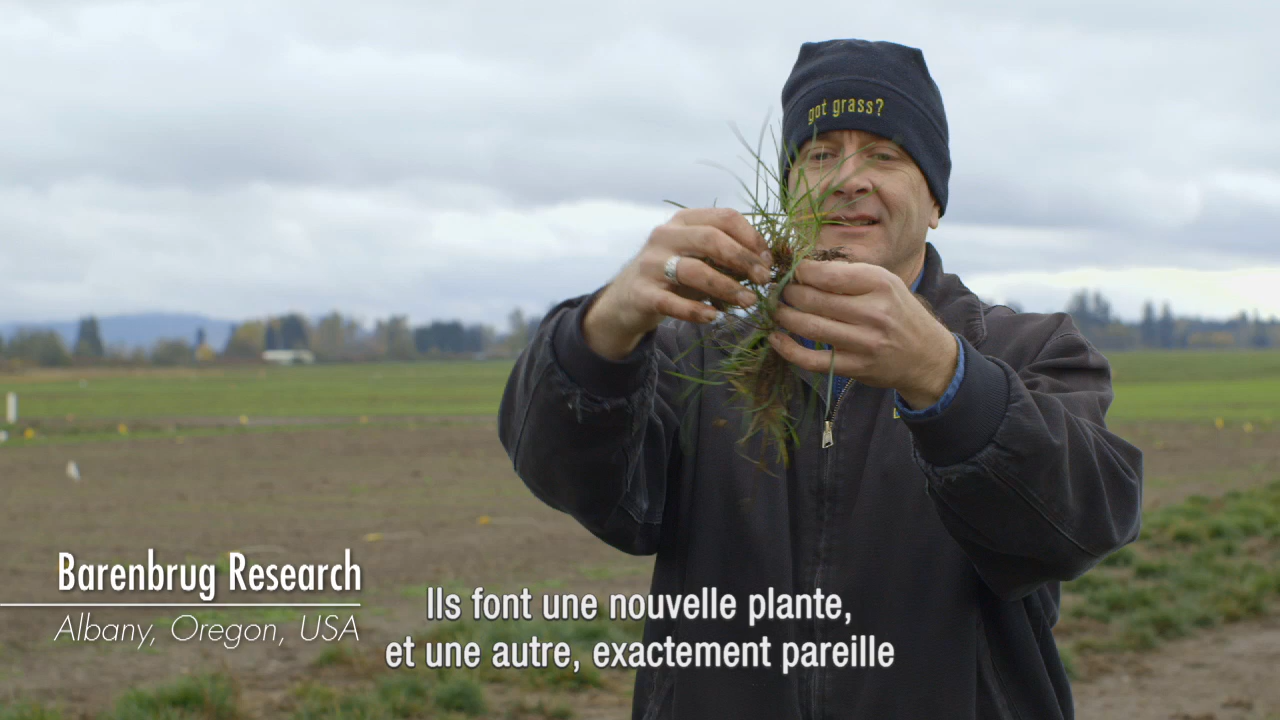 got grass?
Barenbrug Research
Albany, Oregon, USA
Ils font une nouvelle plante,
et une autre, exactement pareille